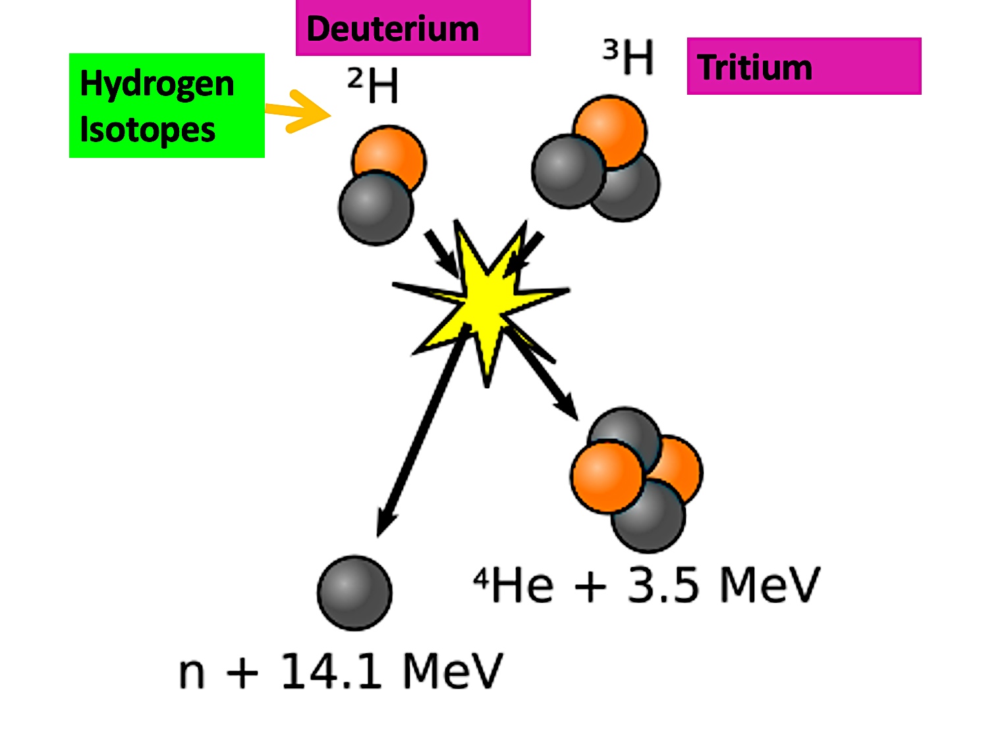 Deuterium
³H
Tritium
Hydrogen
Isotopes
²H
⁴He + 3.5 MeV
n + 14.1 MeV